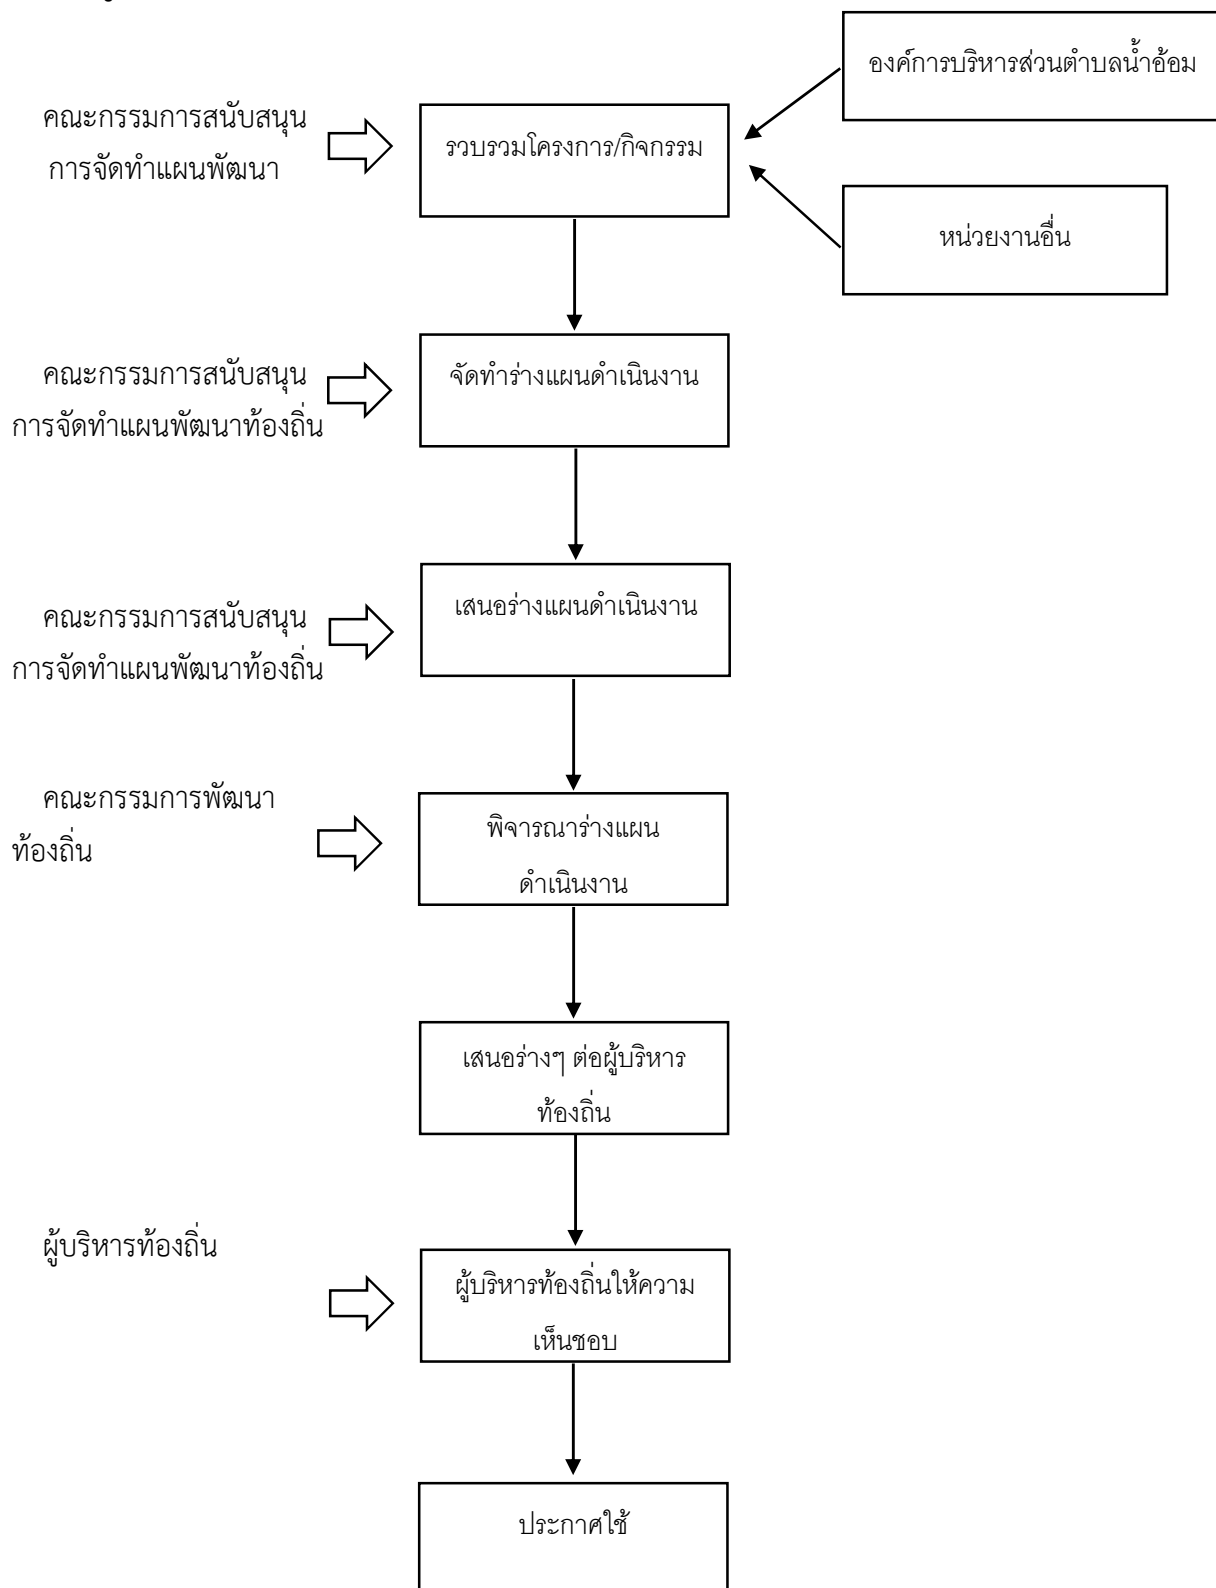 องค์การบริหารส่วนตำบลน้ำอ้อม
คณะกรรมการสนับสนุน
การจัดทำแผนพัฒนา
รวบรวมโครงการ/กิจกรรม
หน่วยงานอื่น
คณะกรรมการสนับสนุน
การจัดทำแผนพัฒนาท้องถิ่น
จัดทำร่างแผนดำเนินงาน
คณะกรรมการสนับสนุน
การจัดทำแผนพัฒนาท้องถิ่น
เสนอร่างแผนดำเนินงาน
คณะกรรมการพัฒนา
ท้องถิ่น
พิจารณาร่างแผน
ดำเนินงาน
เสนอร่างๆ ต่อผู้บริหาร
ท้องถิ่น
ผู้บริหารท้องถิ่น
ผู้บริหารท้องถิ่นให้ความ
เห็นชอบ
ประกาศใช้